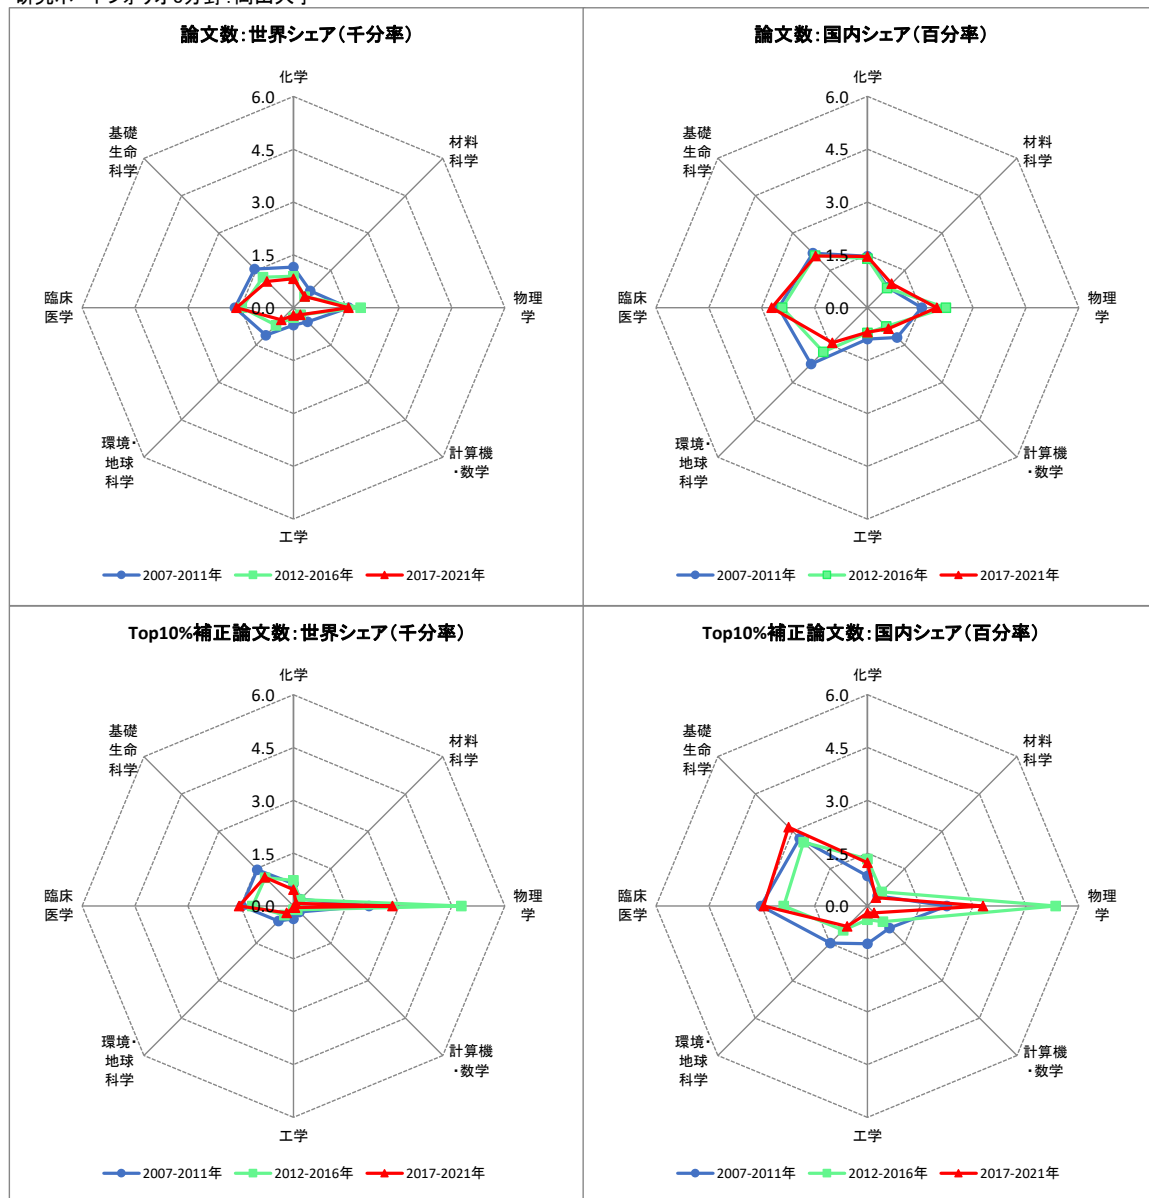 論文数：世界シェア（千分率）
化学
材料
科学
物理
学
計算機
・数学
工学
環境・
地球
科学
臨床
医学
基礎
生命
科学
6.0
4.5
3.0
1.5
0.0
2007-2011年
2012-2016年
2017-2021年
論文数：国内シェア（百分率）
化学
材料
科学
物理
学
計算機
・数学
工学
環境・
地球
科学
臨床
医学
基礎
生命
科学
6.0
4.5
3.0
1.5
0.0
2007-2011年
2012-2016年
2017-2021年
Top10%補正論文数：世界シェア（千分率）
化学
材料
科学
物理
学
計算機
・数学
工学
環境・
地球
科学
臨床
医学
基礎
生命
科学
6.0
4.5
3.0
1.5
0.0
2007-2011年
2012-2016年
2017-2021年
Top10%補正論文数：国内シェア（百分率）
化学
材料
科学
物理
学
計算機
・数学
工学
環境・
地球
科学
臨床
医学
基礎
生命
科学
6.0
4.5
3.0
1.5
0.0
2007-2011年
2012-2016年
2017-2021年